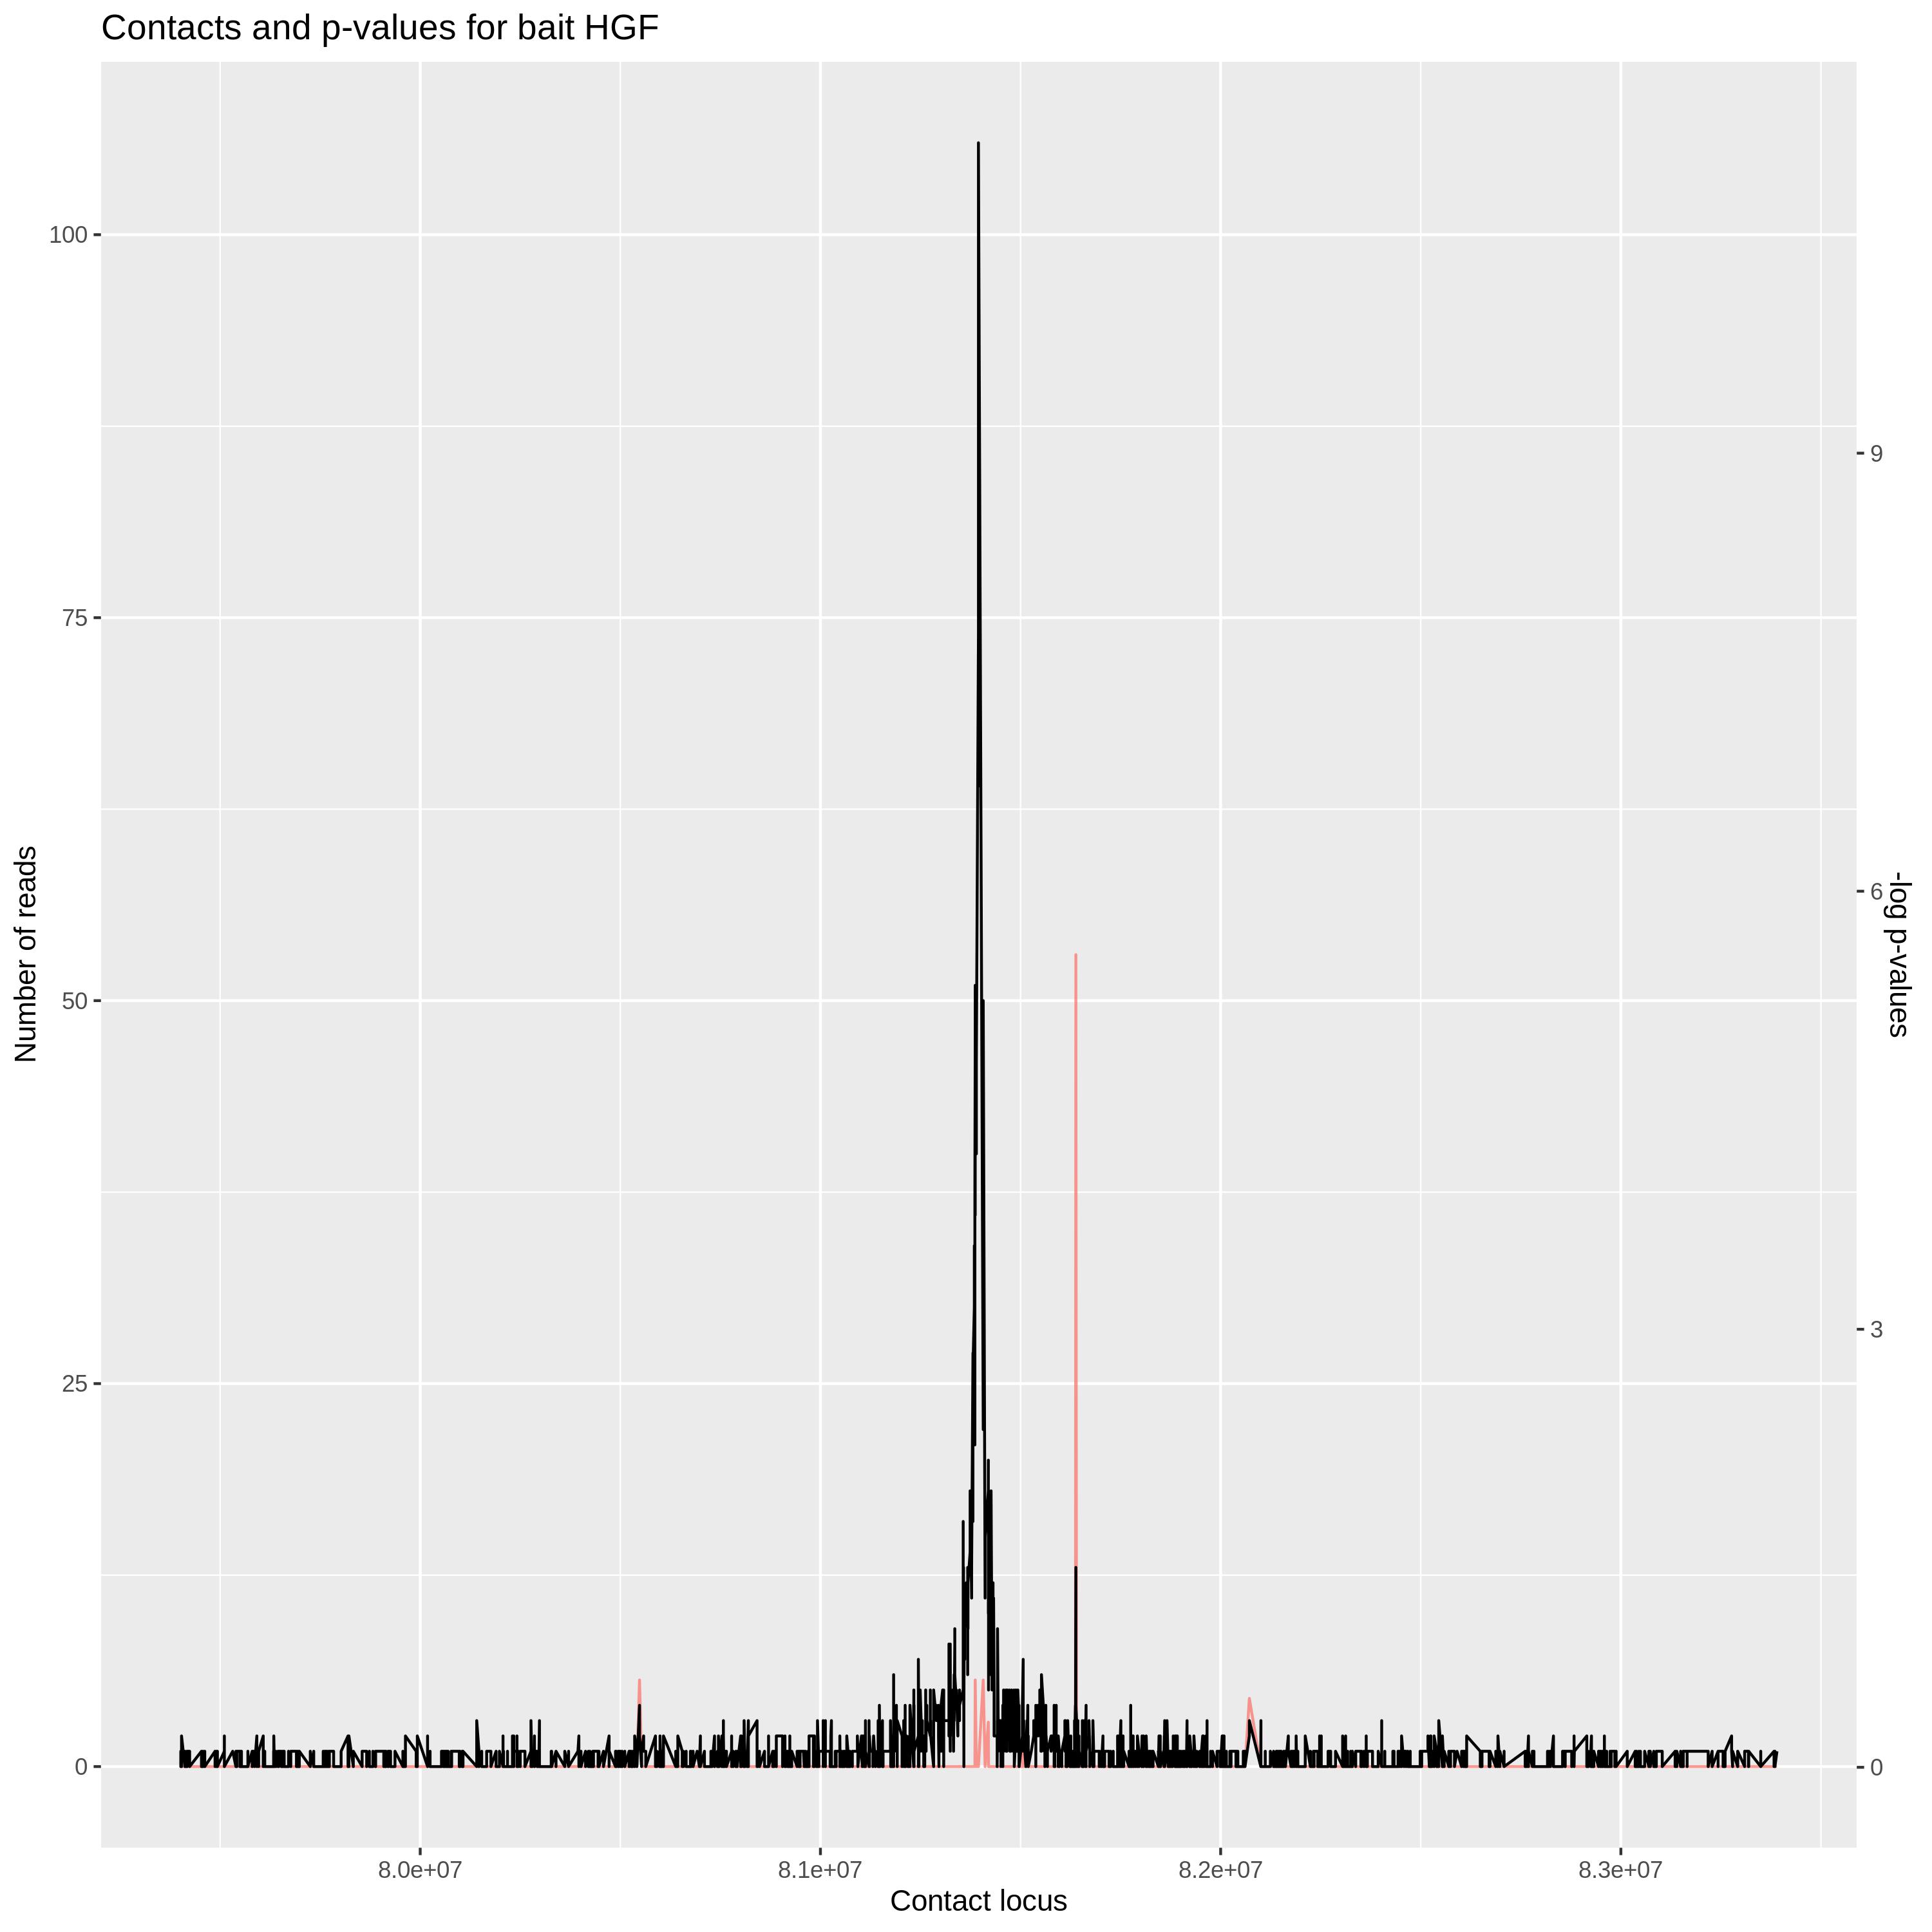 Contacts and p-values for bait HGF
100
75
50
25
0
Number of reads
9
6
3
0
-log p-values
8.0e+07 8.1e+07 8.2e+07 8.3e+07
Contact locus